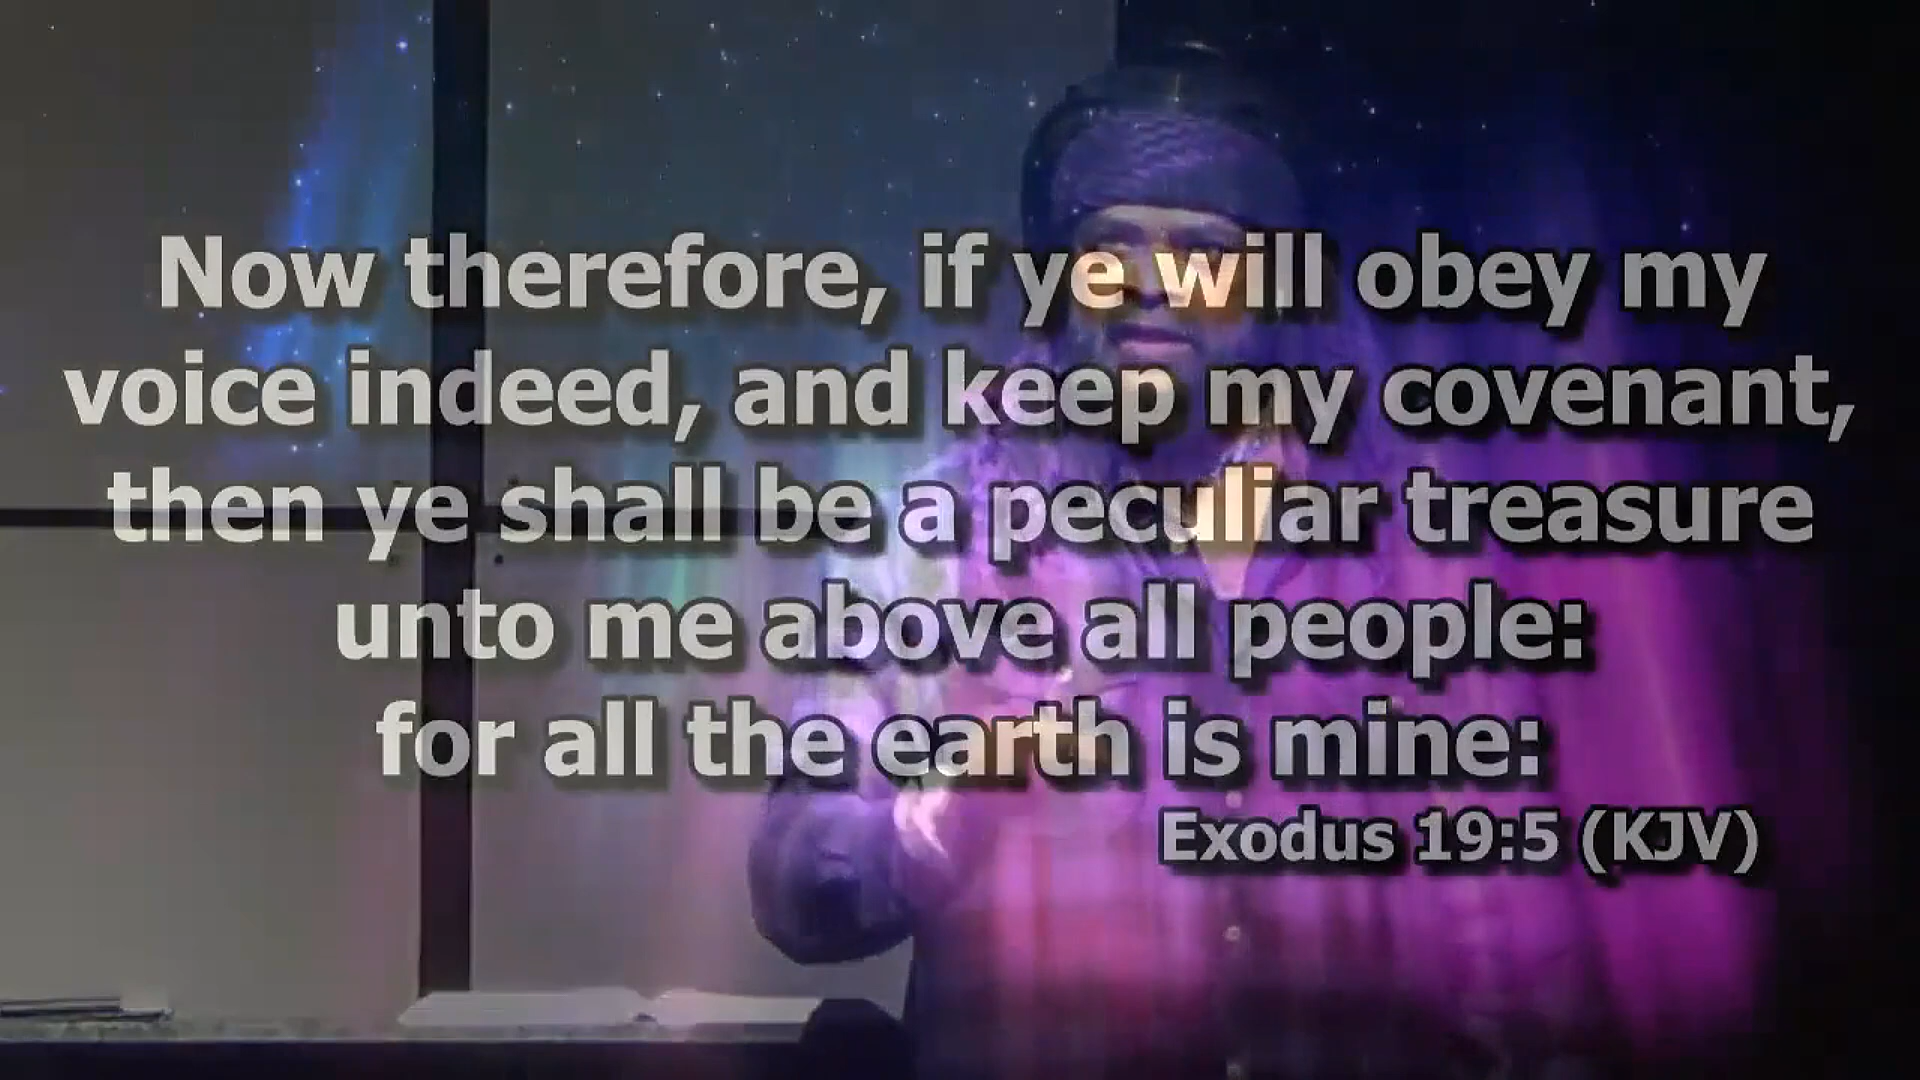 Now therefore, if ye will obey my
voice indeed, and keep my covenant,
then ye shall be a peculiar treasure
unto me above all people:
for all the earth is mine:
Exodus 19:5 (KJV)